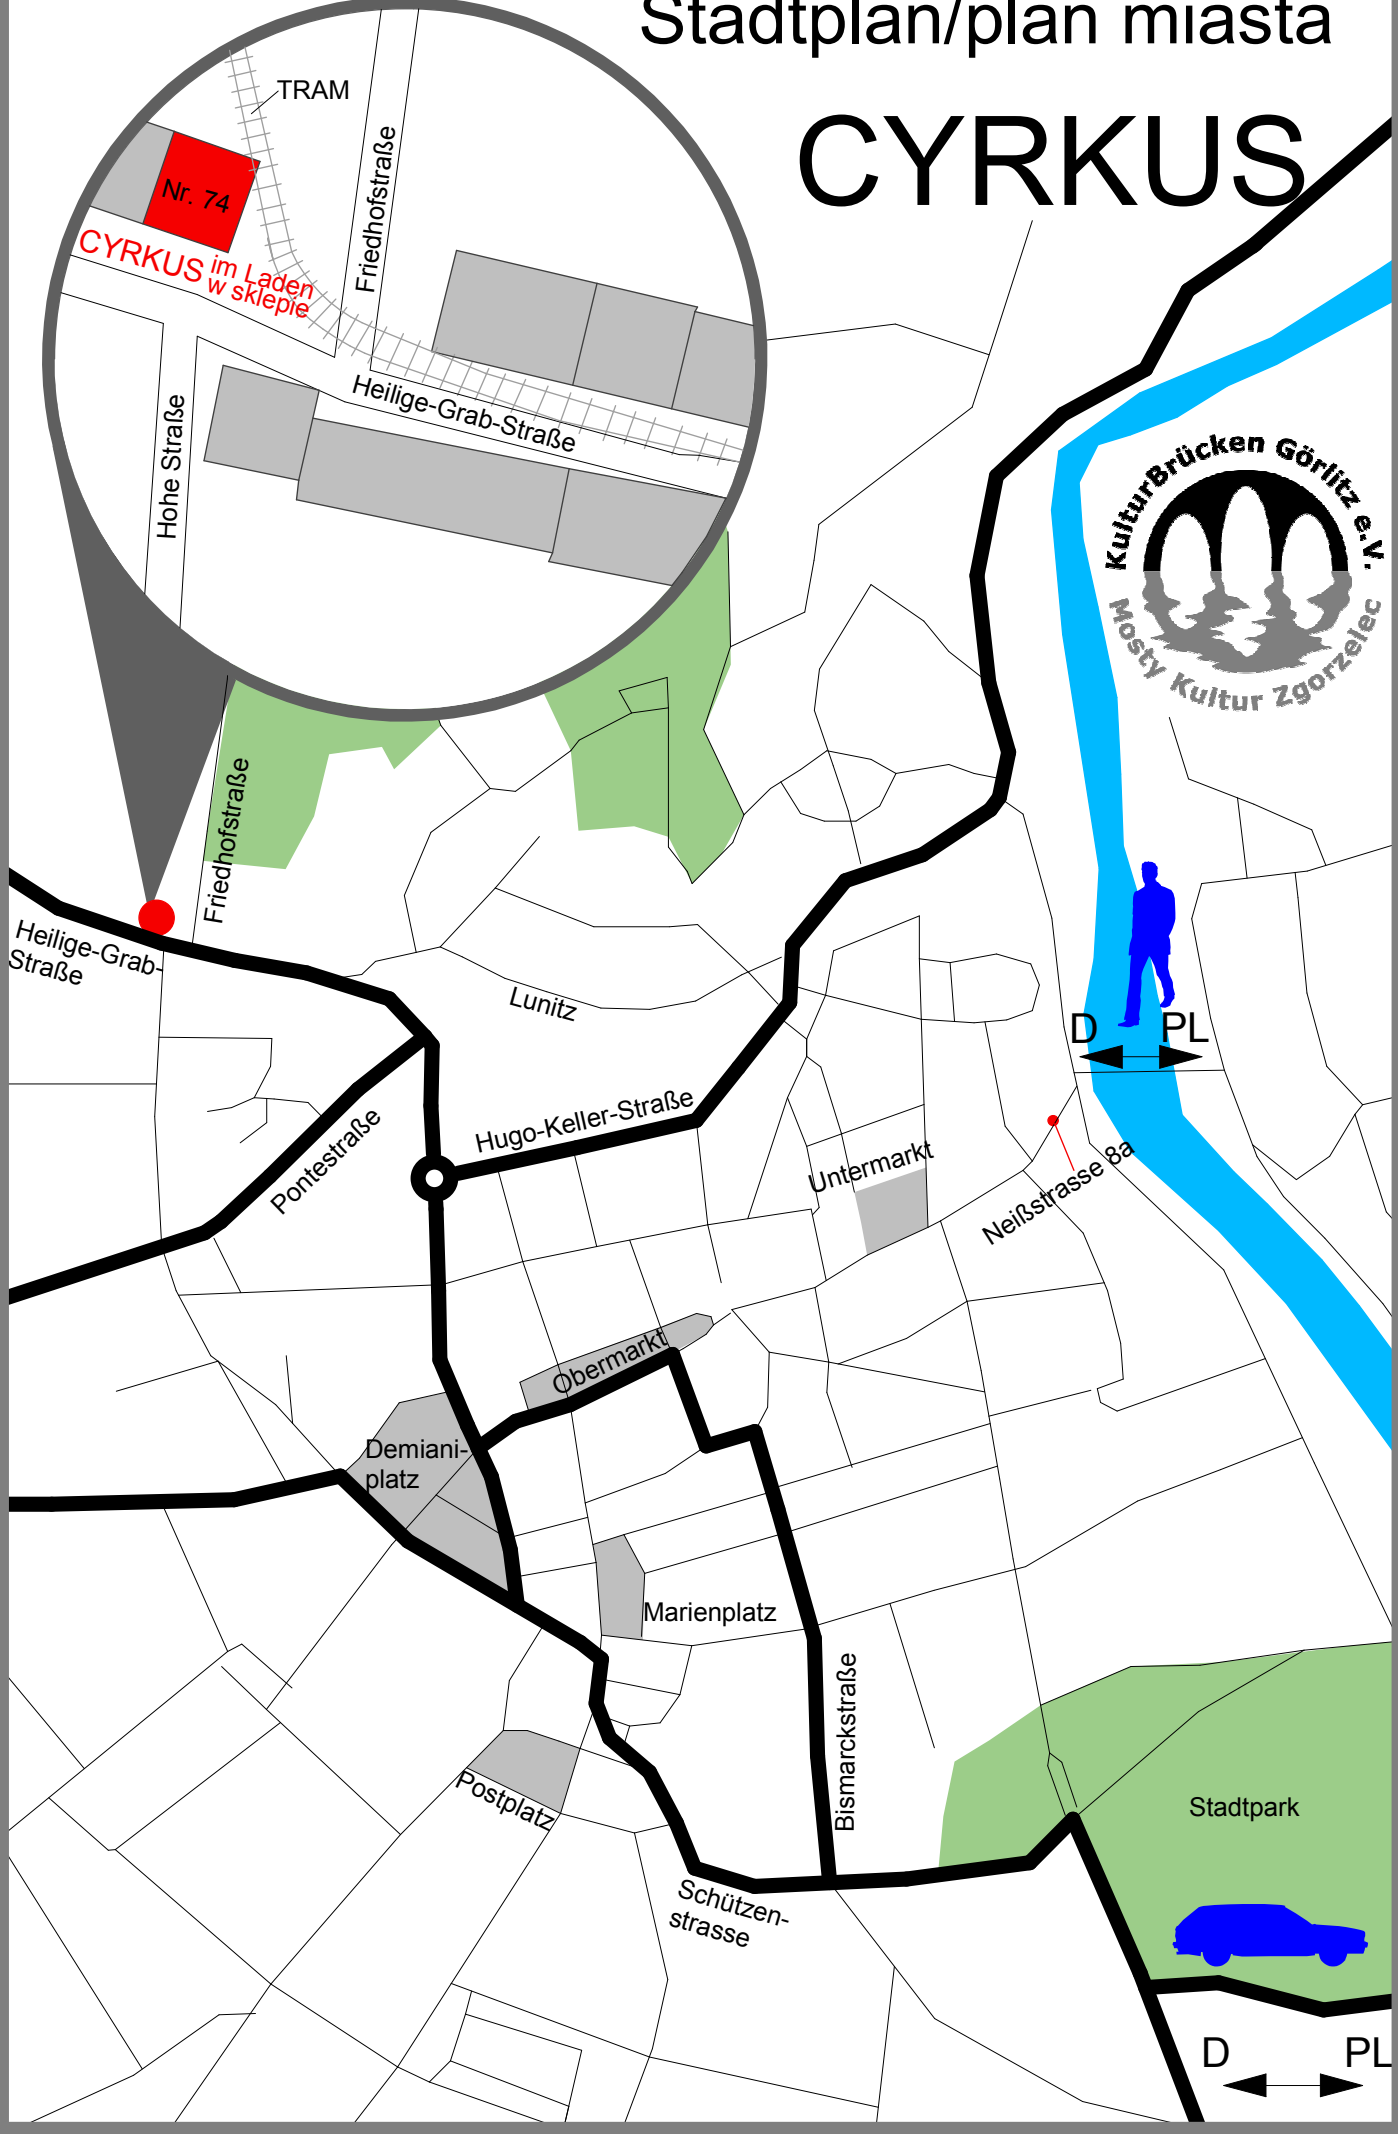 Stadtplan/plan miasta
CYRKUS
TRAM
Friedhofstraße
Nr. 74
CYRKUS im Laden
w sklepie
Heilige-Grab-Straße
Hohe Straße
KulturBrücken Görlitz e.V.
Mosty Kultur Zgorzelec
Friedhofstraße
Heilige-Grab-
Straße
Lunitz
D PL
Hugo-Keller-Straße
Pontestraße
Untermarkt
Neißstrasse 8a
Obermarkt
Demiani-
platz
Marienplatz
Bismarckstraße
Postplatz
Stadtpark
Schützen-
strasse
D PL